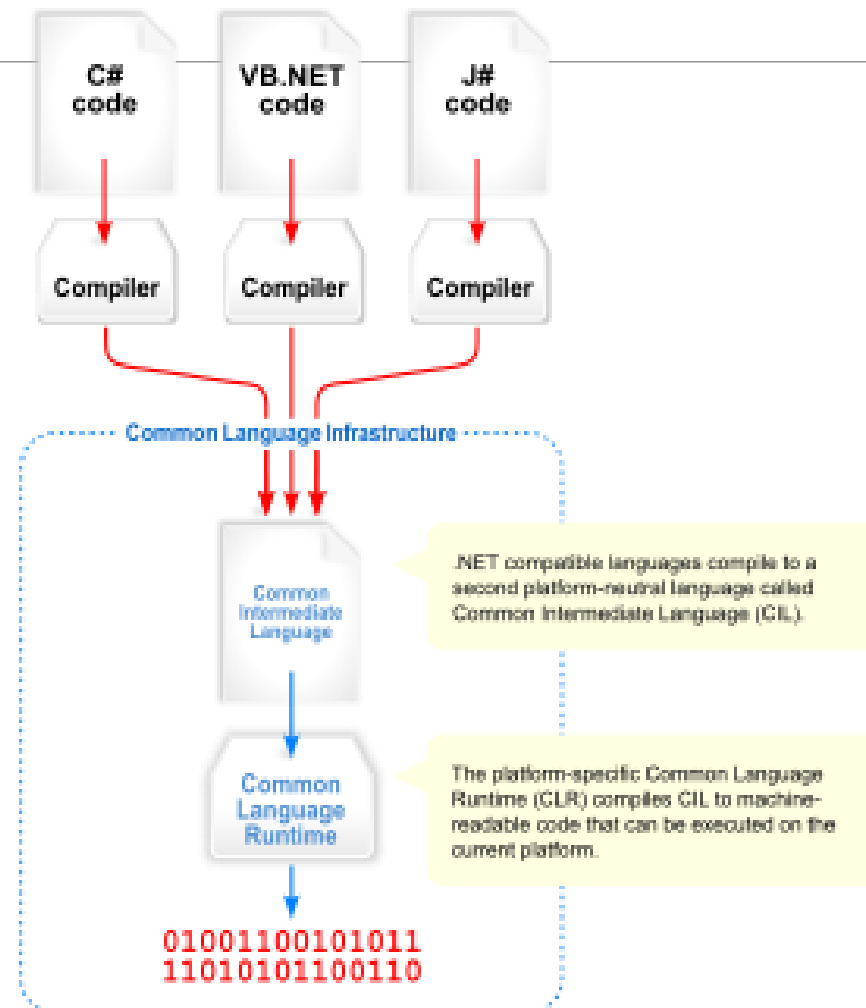 C#
code
VB.NET
code
J#
code
Compiler
Compiler
Compiler
Common Language Infrastructure
Common
Intermediate
Language
.NET compatible languages compile to a
second platform-neutral language called
Common Intermediate Language (CIL).
Common
Language
Runtime
The platform-specific Common Language
Runtime (CLR) compiles CIL to machine-
readable code that can be executed on the
current platform.
01001100101011
11010101100110